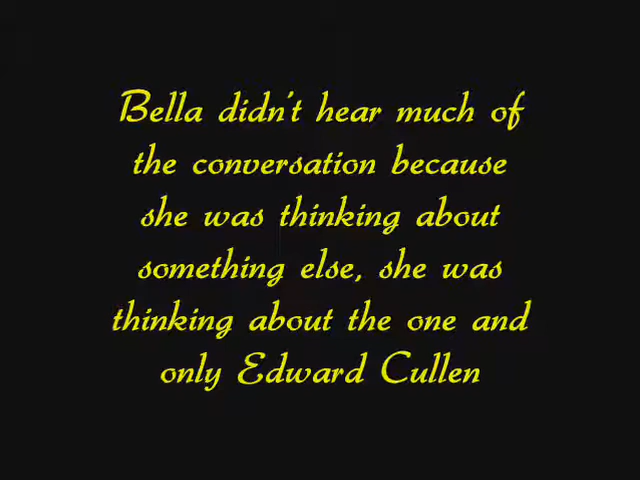 Bella didn't hear much of
the conversation because
she was thinking about
something else, she was
thinking about the one and
only Edward Cullen